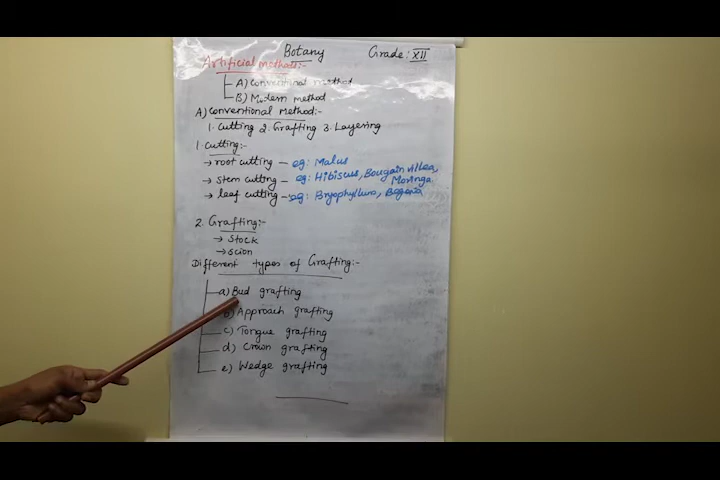 Botany Grade: XII
Artificial methods:-
A) Conventional method
B) Modern method
A) Conventional Method:-
1. Cutting 2. Grafting 3. Layering
1. Cutting:-
→ root cutting - eg: Malus
→ stem cutting - eg: Hibiscus, Bougainvillea,
Moringa
→ leaf cutting - eg: Bryophyllum, Begonia
2. Grafting:-
→ Stock
→ scion
Different types of Grafting:-
a) Bud grafting
b) Approach grafting
c) Tongue grafting
d) Crown grafting
e) Wedge grafting